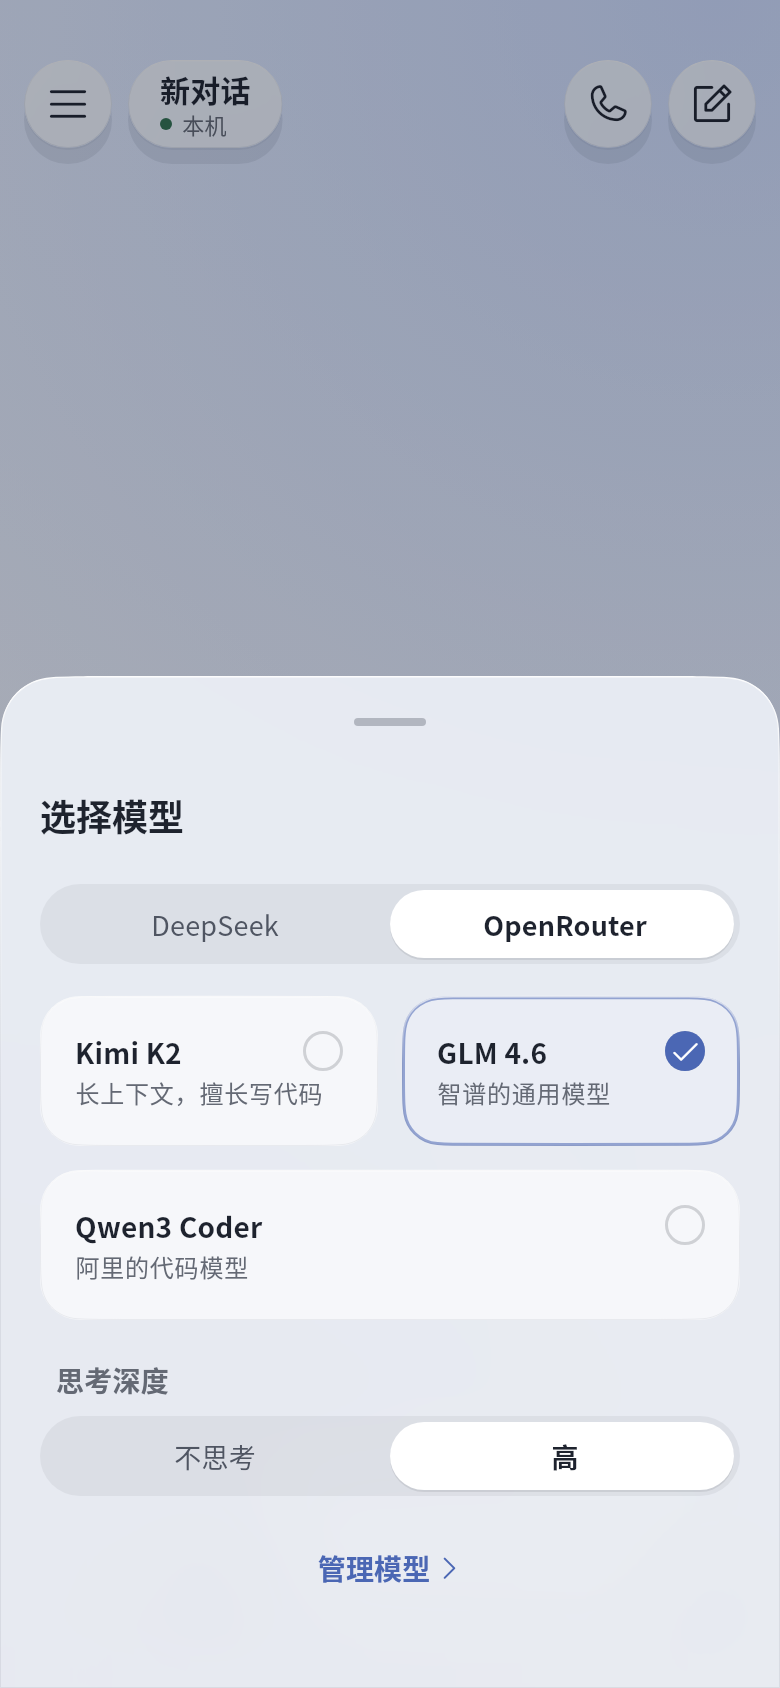 新对话
本机
选择模型
DeepSeek
OpenRouter
Kimi K2
长上下文，擅长写代码
GLM 4.6
智谱的通用模型
Qwen3 Coder
阿里的代码模型
思考深度
不思考
高
管理模型